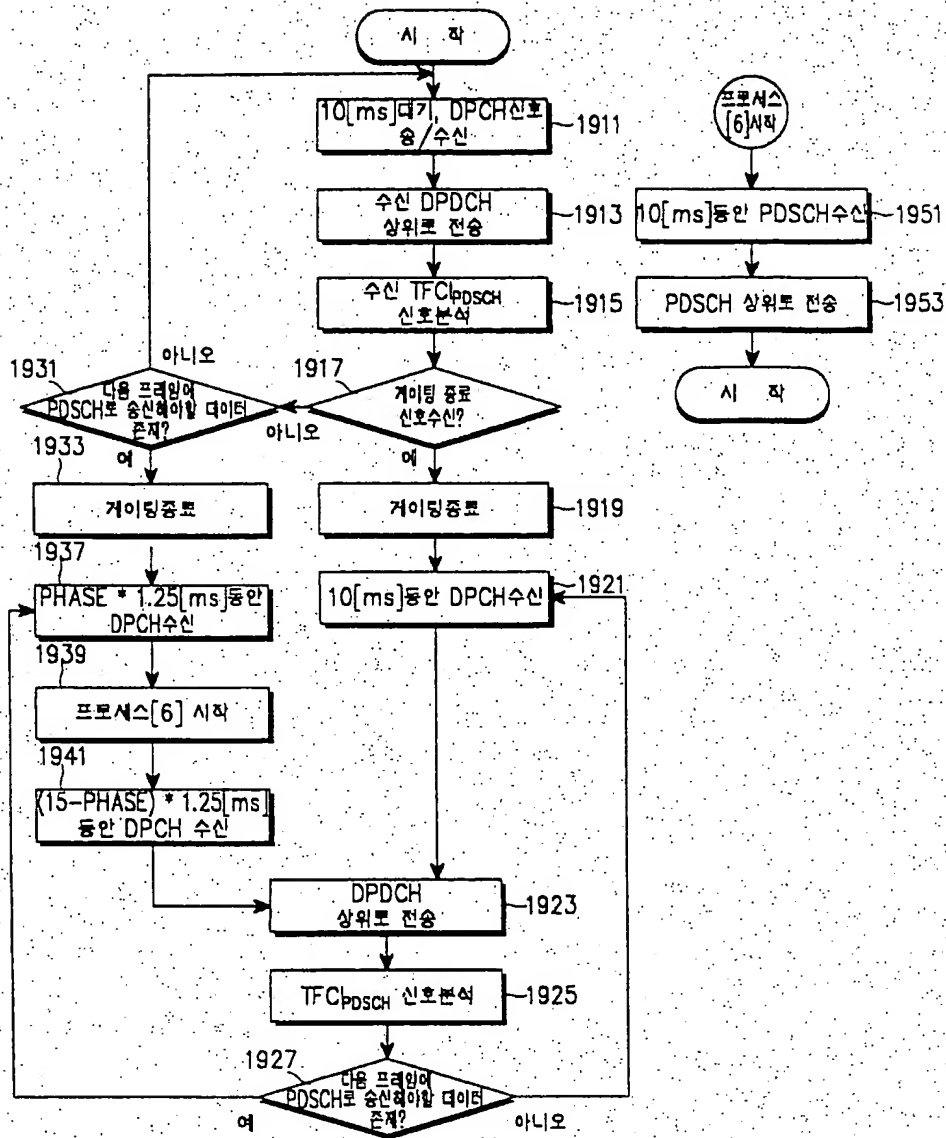 시 작
10[ms]대기, DPCH신호
송/수신
1911
수신 DPDCH
상위로 전송
1913
수신 TFCIPDSCH
신호분석
1915
1917
게이팅 종료
신호수신?
아니오
예
1931
다음 프레임에
PDSCH로 송신해야할 데이터
존재?
아니오
예
1933
게이팅종료
게이팅종료
1919
1937
PHASE * 1.25[ms]동안
DPCH수신
10[ms]동안 DPCH수신
1921
1939
프로세스[6] 시작
1941
(15-PHASE) * 1.25[ms]
동안 DPCH 수신
DPDCH
상위로 전송
1923
TFCIPDSCH 신호분석
1925
1927
다음 프레임에
PDSCH로 송신해야할 데이터
존재?
예
아니오
프로세스
[6]시작
10[ms]동안 PDSCH수신
1951
PDSCH 상위로 전송
1953
시 작